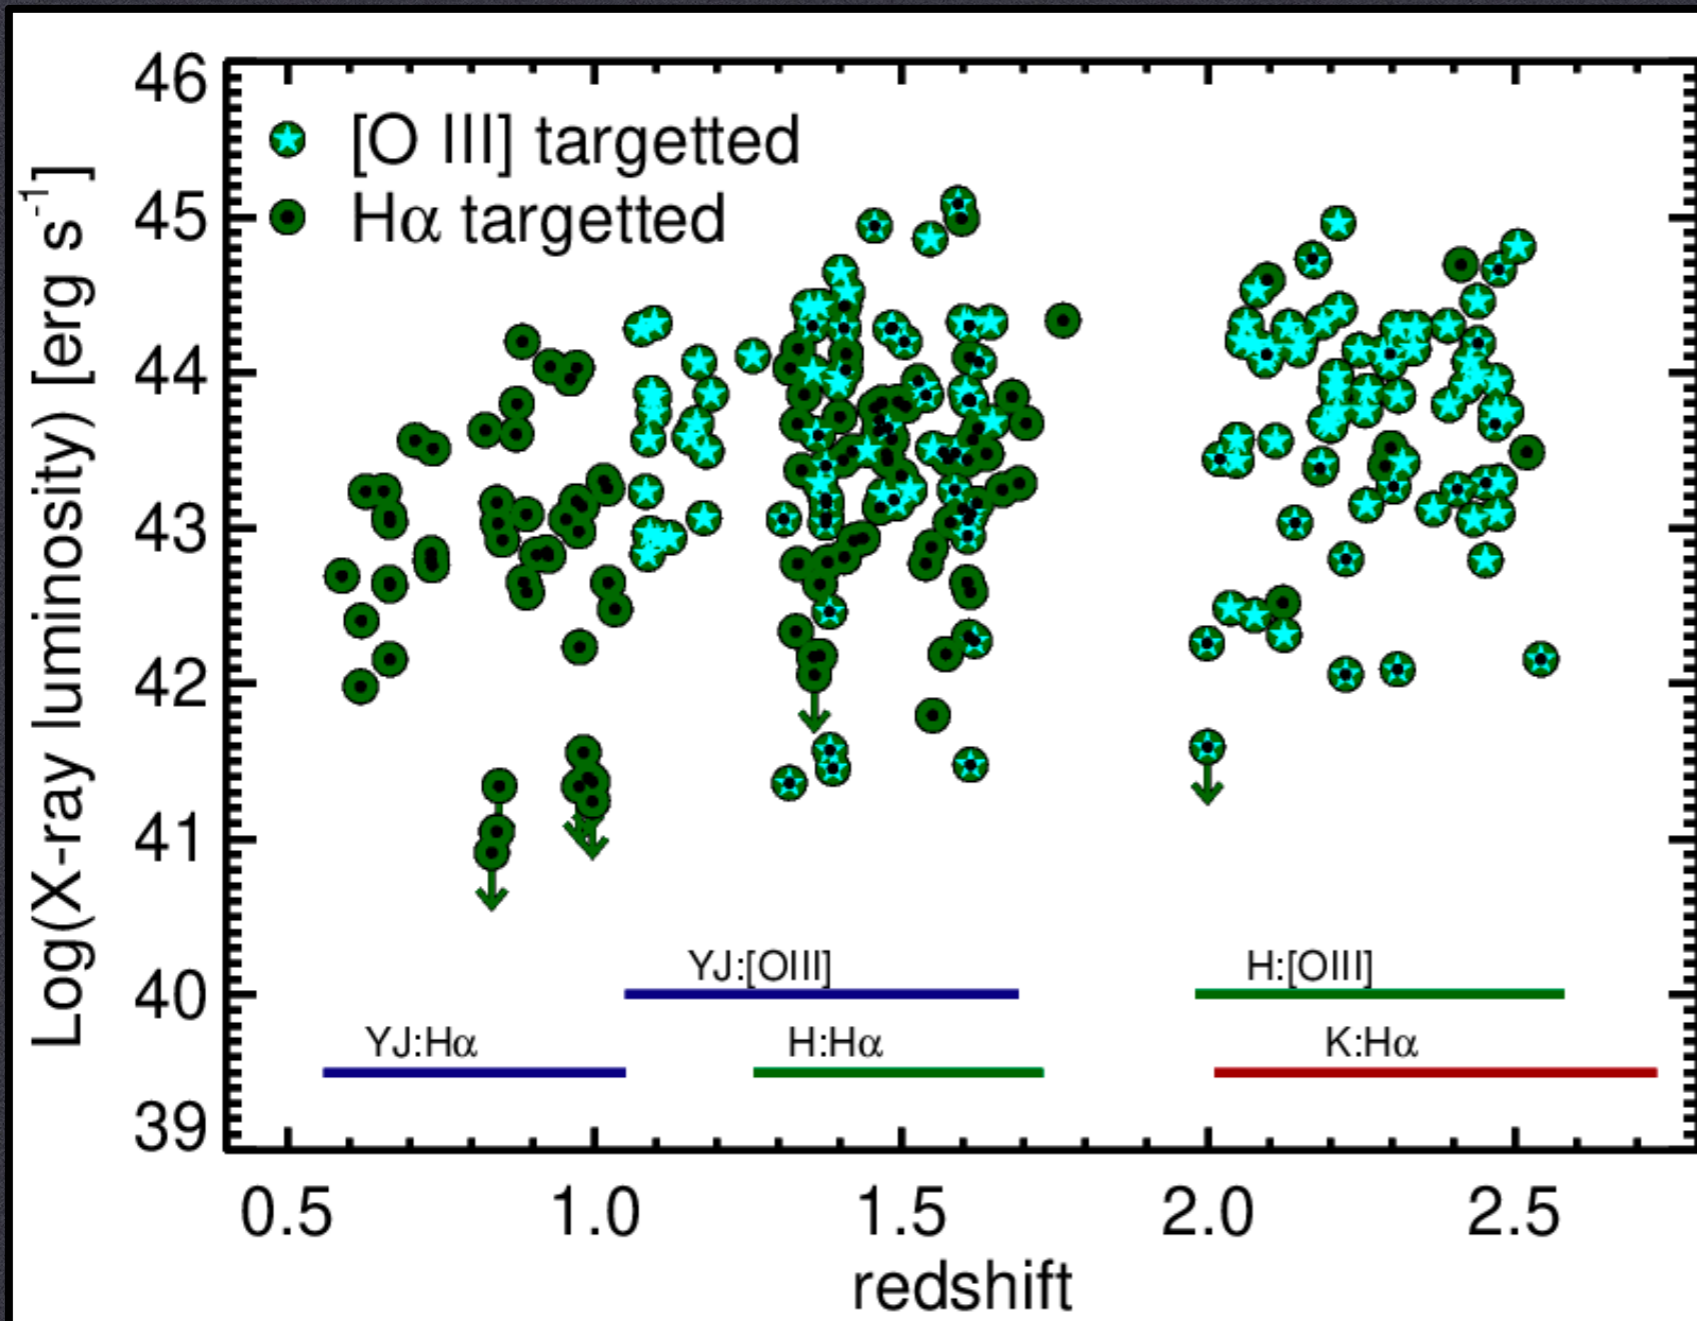 46
[O III] targetted
45
Hα targetted
44
43
42
41
40
39
Log(X-ray luminosity) [erg s⁻¹]
YJ:[OIII]
H:[OIII]
YJ:Hα
H:Hα
K:Hα
0.5 1.0 1.5 2.0 2.5
redshift